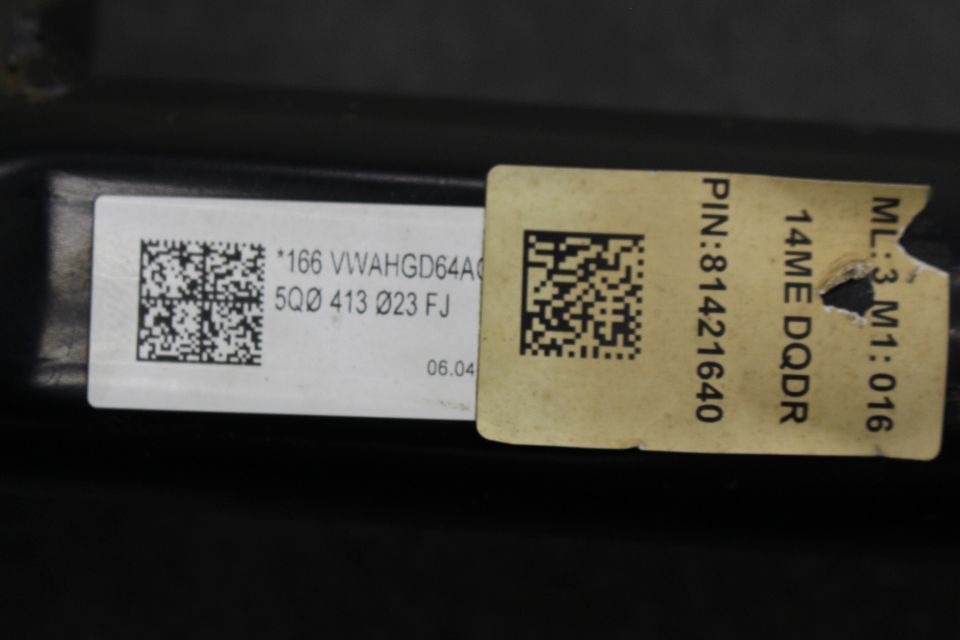 *166 VWAHGD64A
5QØ 413 Ø23 FJ
06.04
ML:3 M1:016
14ME DQDR
PIN:81421640